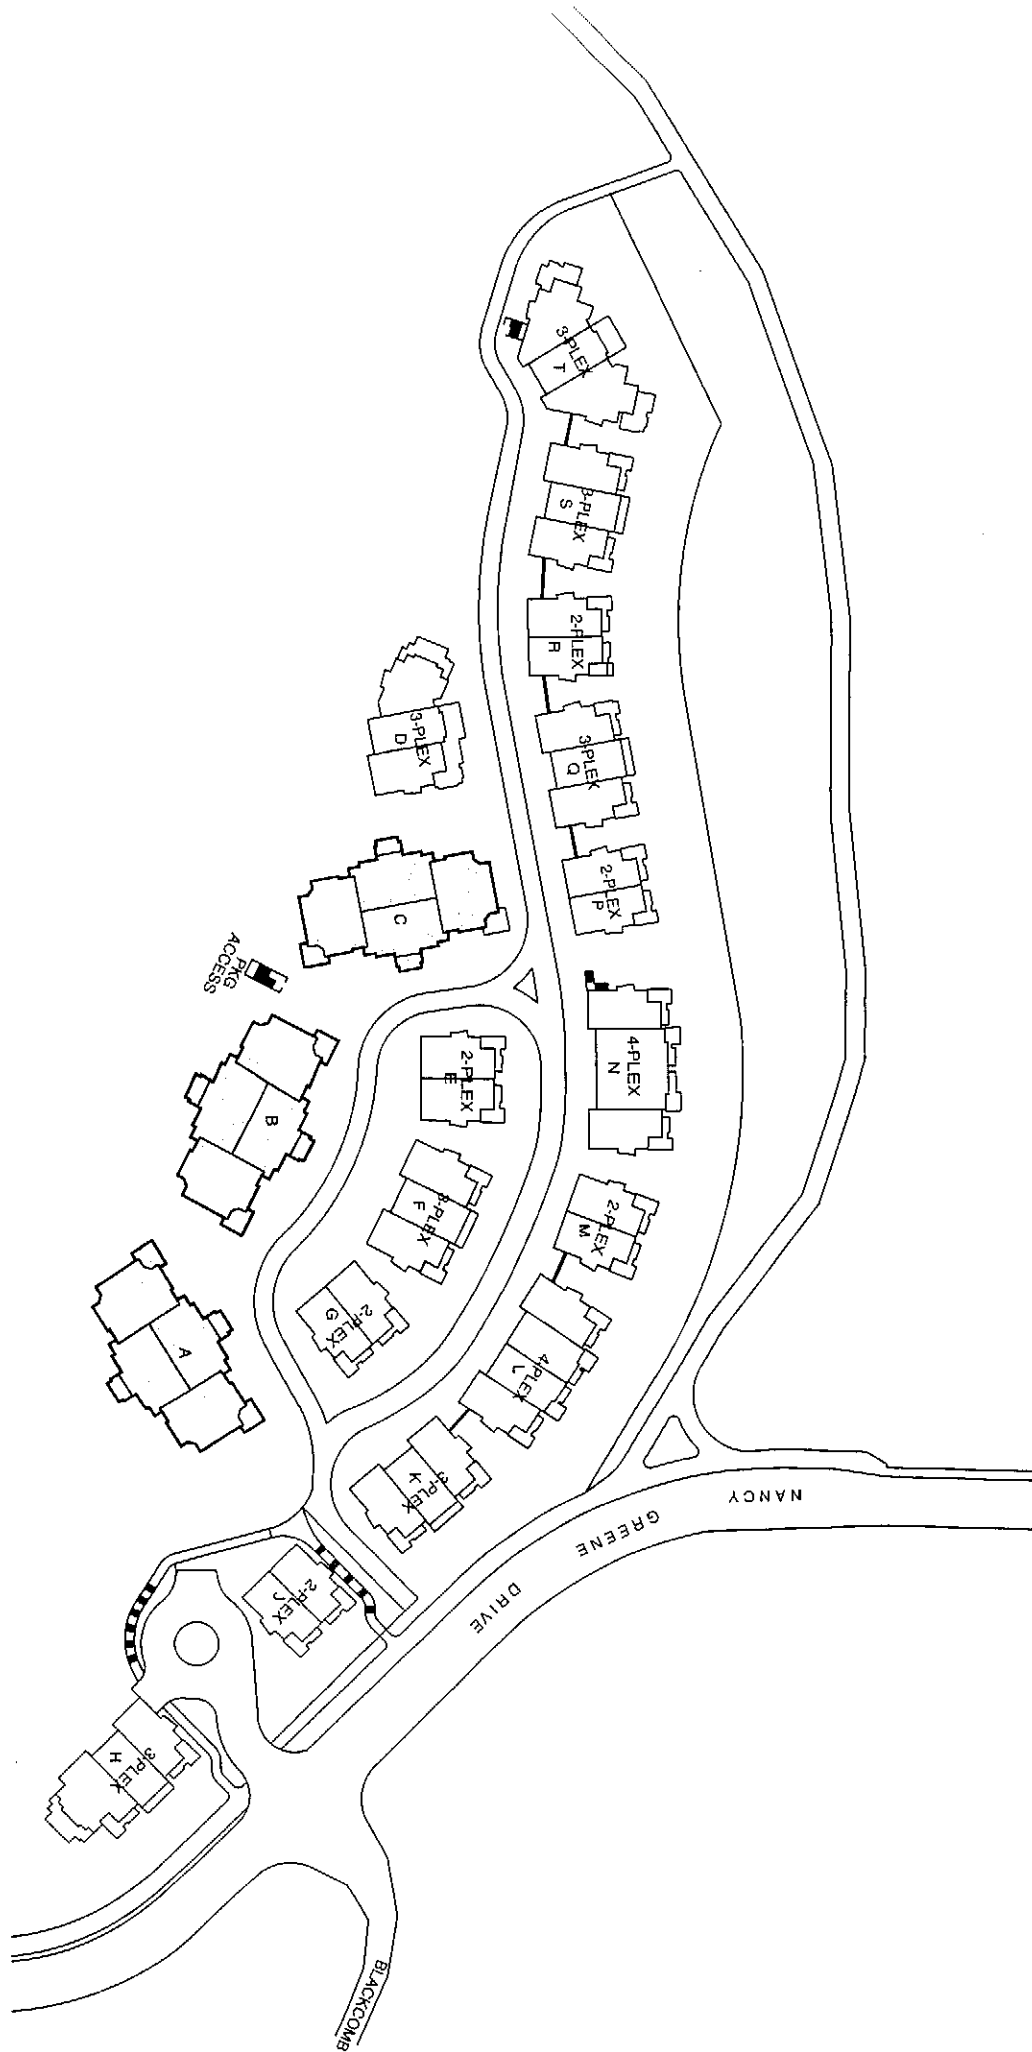 3-PLEX
T
3-PLEX
S
2-PLEX
R
3-PLEX
D
3-PLEX
Q
2-PLEX
P
C
PKG
ACCESS
4-PLEX
N
2-PLEX
E
B
3-PLEX
F
2-PLEX
M
2-PLEX
G
A
4-PLEX
L
3-PLEX
K
NANCY
GREENE
DRIVE
2-PLEX
J
3-PLEX
H
BLACKCOMB